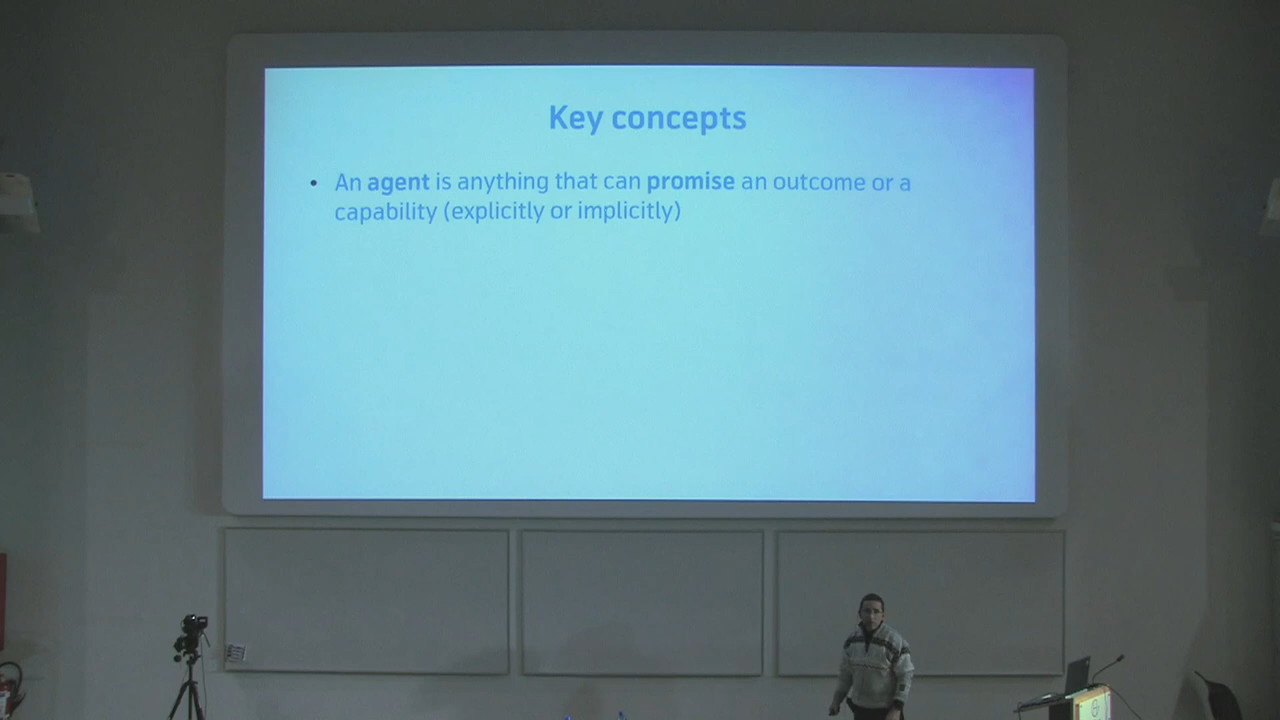 Key concepts
• An agent is anything that can promise an outcome or a
capability (explicitly or implicitly)